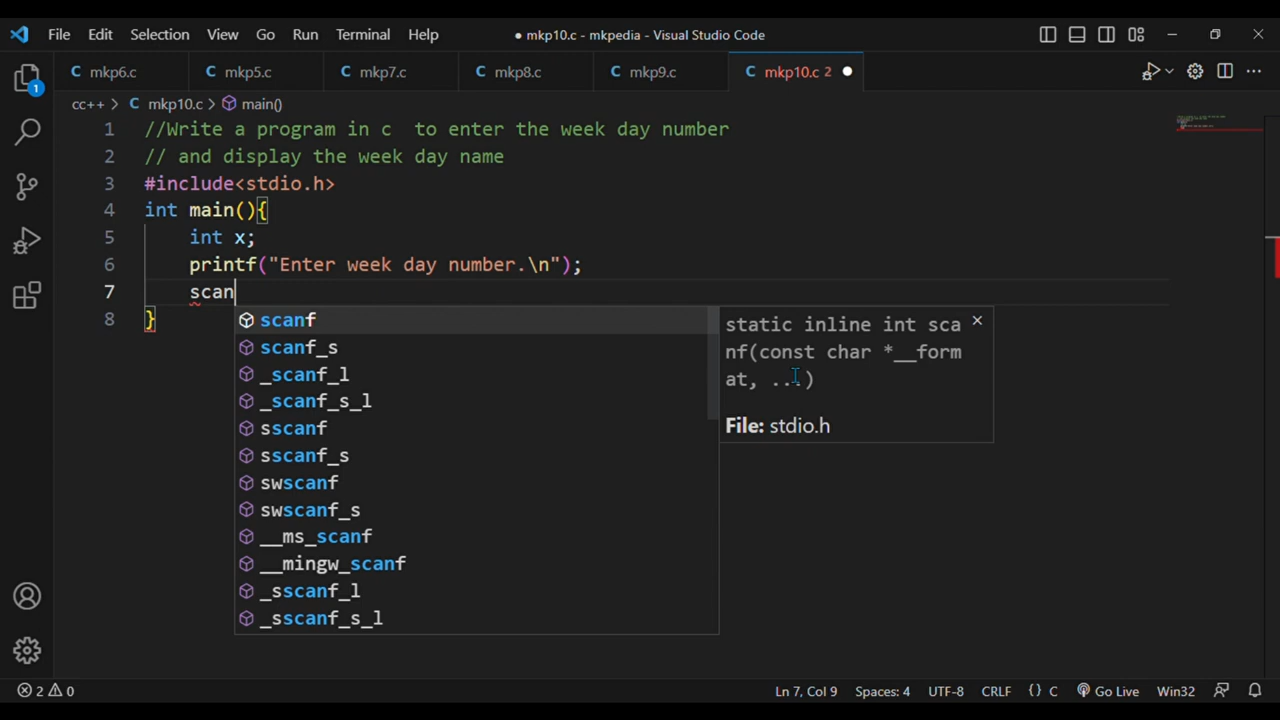 File Edit Selection View Go Run Terminal Help ● mkp10.c - mkpedia - Visual Studio Code
C mkp6.c C mkp5.c C mkp7.c C mkp8.c C mkp9.c C mkp10.c 2 ●
1
cc++ > C mkp10.c > main()
1 //Write a program in c  to enter the week day number
2 // and display the week day name
3 #include<stdio.h>
4 int main(){
5     int x;
6     printf("Enter week day number.\n");
7     scan
8 }
scanf
scanf_s
_scanf_l
_scanf_s_l
sscanf
sscanf_s
swscanf
swscanf_s
__ms_scanf
__mingw_scanf
_sscanf_l
_sscanf_s_l
static inline int sca
nf(const char *__form
at, ...)
File: stdio.h
2 0 Ln 7, Col 9 Spaces: 4 UTF-8 CRLF {} C Go Live Win32